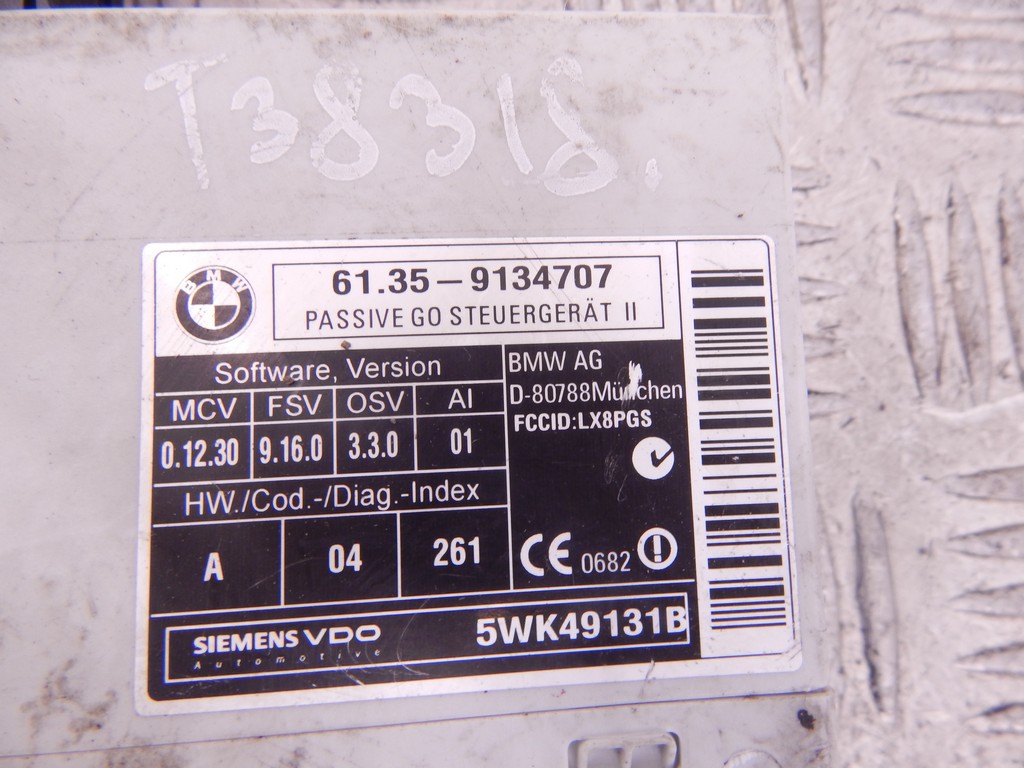 T38318.
BMW
61.35-9134707
PASSIVE GO STEUERGERÄT II
Software, Version
MCV FSV OSV AI
0.12.30 9.16.0 3.3.0 01
HW./Cod.-/Diag.-Index
A 04 261
BMW AG
D-80788München
FCCID:LX8PGS
CE 0682
SIEMENS VDO
Automotive
5WK49131B